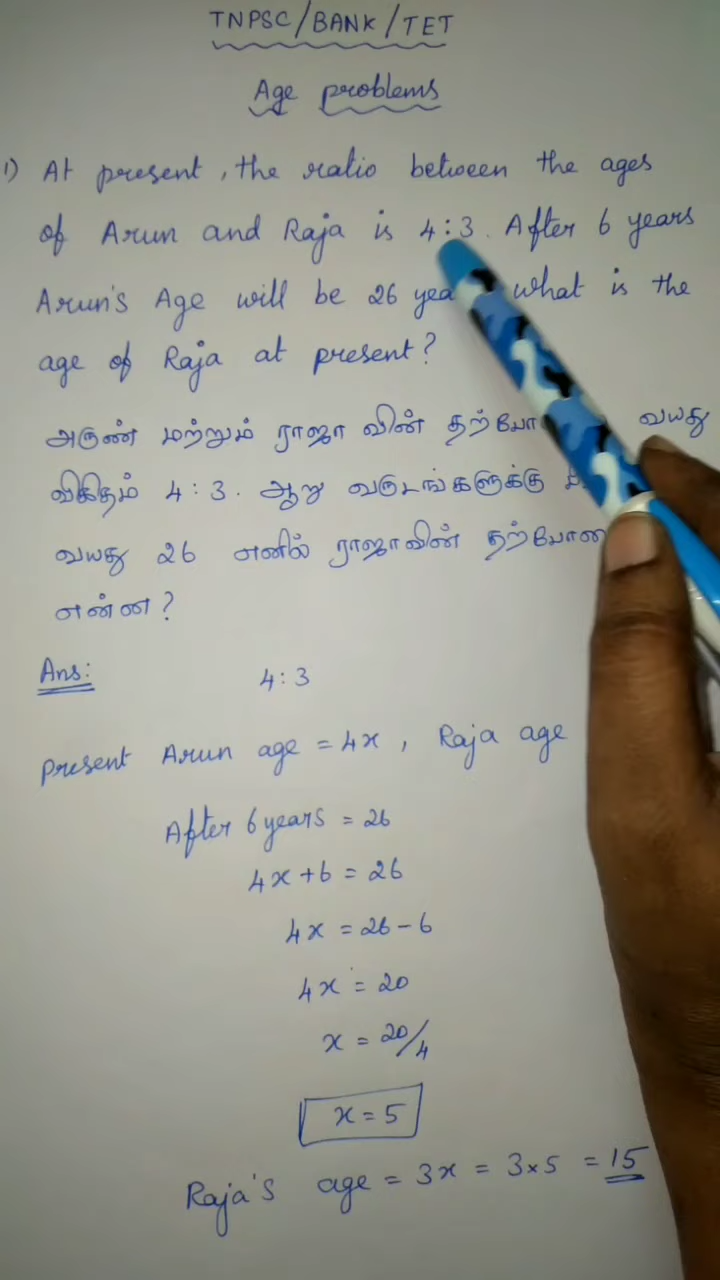 TNPSC/BANK/TET
Age problems
1) At present, the ratio between the ages
of Arun and Raja is 4:3. After 6 years
Arun's Age will be 26 what is the
age of Raja at present?
அருண் மற்றும் ராஜா வின் வயது
விகிதம் 4:3. ஆறு வருடங்களுக்கு
வயது 26 எனில் ராஜாவின்
என்ன?
Ans:
4:3
Present Arun age = 4x, Raja age
After 6 years = 26
4x + 6 = 26
4x = 26 - 6
4x = 20
x = 20/4
x = 5
Raja's age = 3x = 3×5 = 15